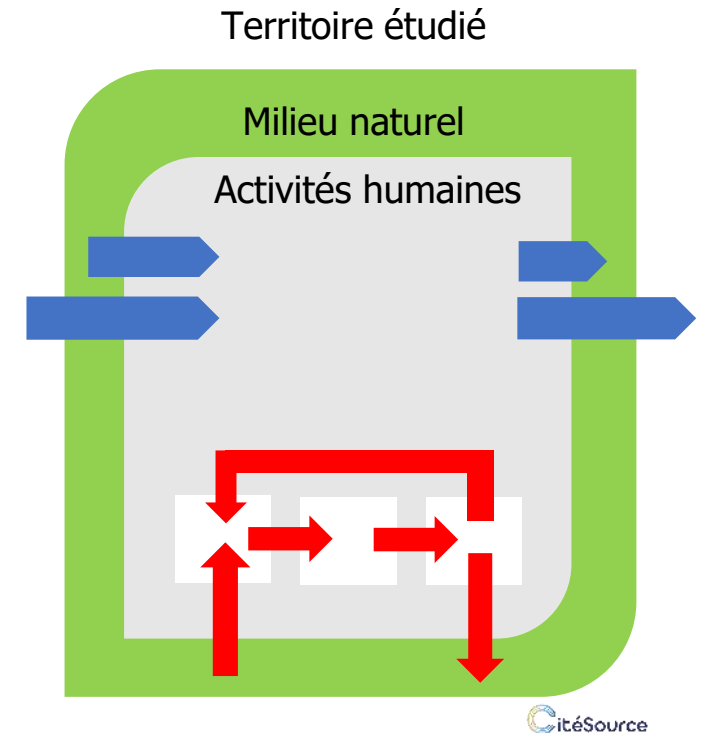 Territoire étudié
Milieu naturel
Activités humaines
CitéSource